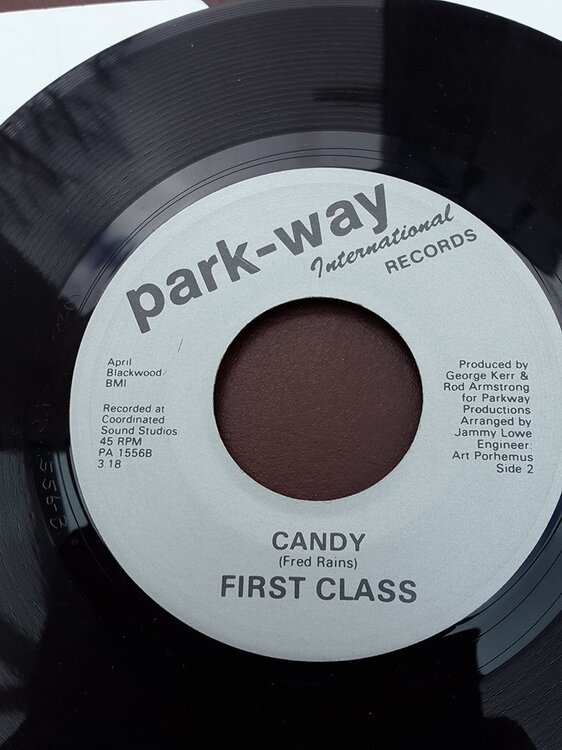 park-way
International
RECORDS
April
Blackwood/
BMI
Recorded at
Coordinated
Sound Studios
45 RPM
PA 1556B
3 18
Produced by
George Kerr &
Rod Armstrong
for Parkway
Productions
Arranged by
Jammy Lowe
Engineer:
Art Porhemus
Side 2
CANDY
(Fred Rains)
FIRST CLASS